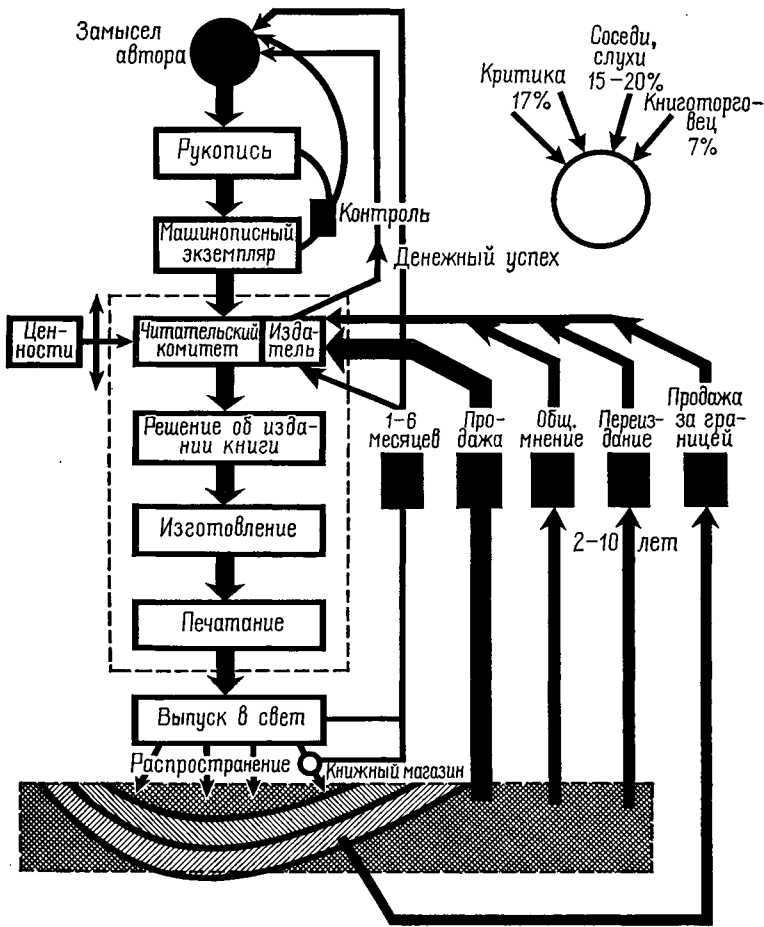 Замысел
автора
Соседи,
слухи
15–20%
Критика
17%
Книготорго-
вец
7%
Рукопись
Контроль
Машинописный
экземпляр
Денежный успех
Цен-
ности
Читательский
комитет
Изда-
тель
Решение об изда-
нии книги
1–6
месяцев
Про-
дажа
Общ.
мнение
Переиз-
дание
Продажа
за гра-
ницей
Изготовление
2–10 лет
Печатание
Выпуск в свет
Распространение
Книжный магазин